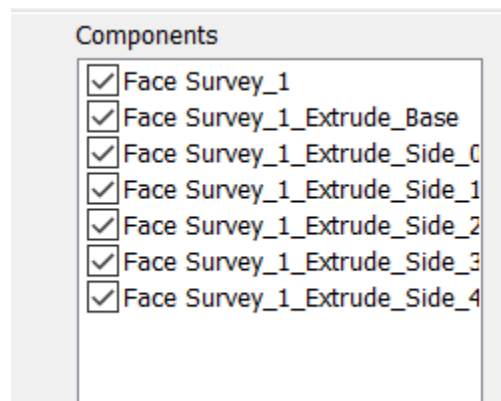 Components
Face Survey_1
Face Survey_1_Extrude_Base
Face Survey_1_Extrude_Side_0
Face Survey_1_Extrude_Side_1
Face Survey_1_Extrude_Side_2
Face Survey_1_Extrude_Side_3
Face Survey_1_Extrude_Side_4